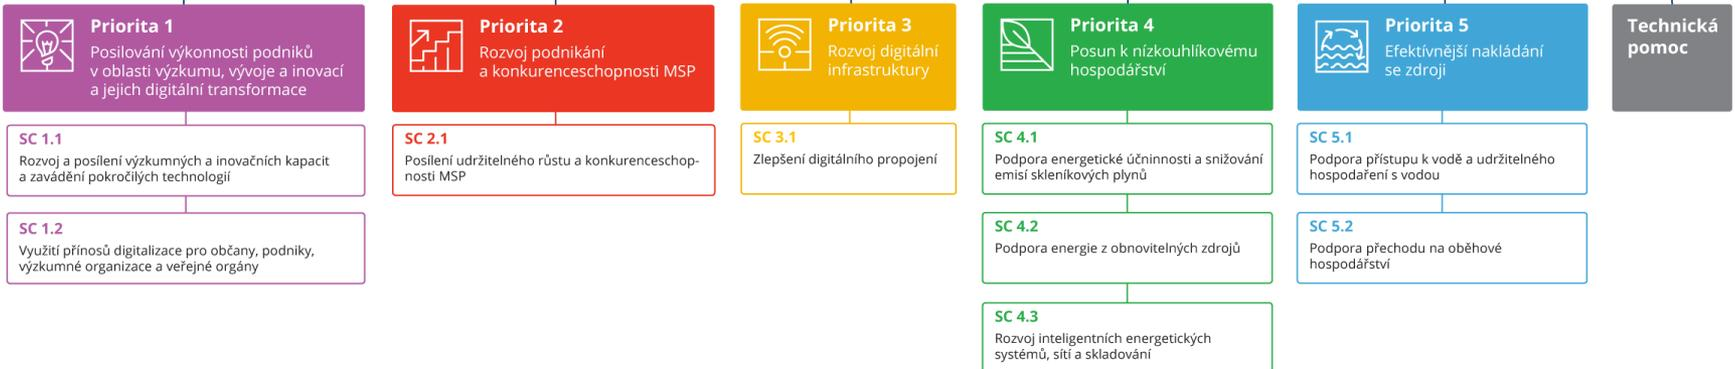 Priorita 1
Posilování výkonnosti podniků
v oblasti výzkumu, vývoje a inovací
a jejich digitální transformace
SC 1.1
Rozvoj a posílení výzkumných a inovačních kapacit
a zavádění pokročilých technologií
SC 1.2
Využití přínosů digitalizace pro občany, podniky,
výzkumné organizace a veřejné orgány
Priorita 2
Rozvoj podnikání
a konkurenceschopnosti MSP
SC 2.1
Posílení udržitelného růstu a konkurenceschop-
nosti MSP
Priorita 3
Rozvoj digitální
infrastruktury
SC 3.1
Zlepšení digitálního propojení
Priorita 4
Posun k nízkouhlíkovému
hospodářství
SC 4.1
Podpora energetické účinnosti a snižování
emisí skleníkových plynů
SC 4.2
Podpora energie z obnovitelných zdrojů
SC 4.3
Rozvoj inteligentních energetických
systémů, sítí a skladování
Priorita 5
Efektívnější nakládání
se zdroji
SC 5.1
Podpora přístupu k vodě a udržitelného
hospodaření s vodou
SC 5.2
Podpora přechodu na oběhové
hospodářství
Technická
pomoc